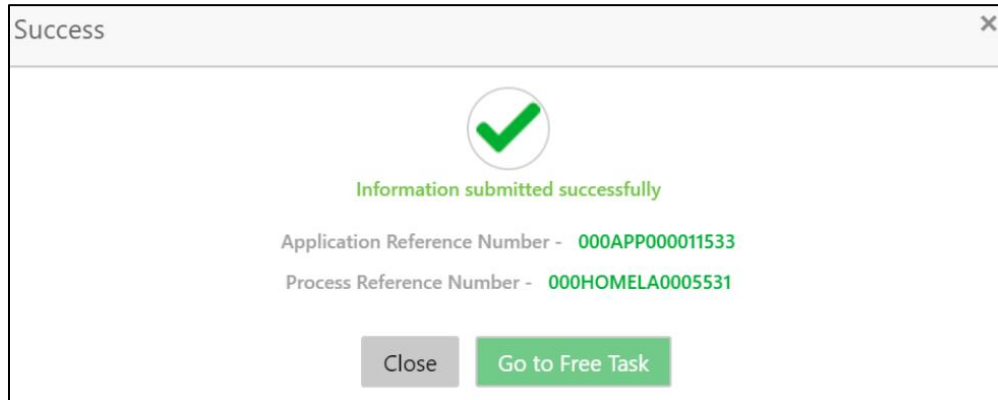 Success
×
Information submitted successfully
Application Reference Number - 000APP000011533
Process Reference Number - 000HOMELA0005531
Close Go to Free Task